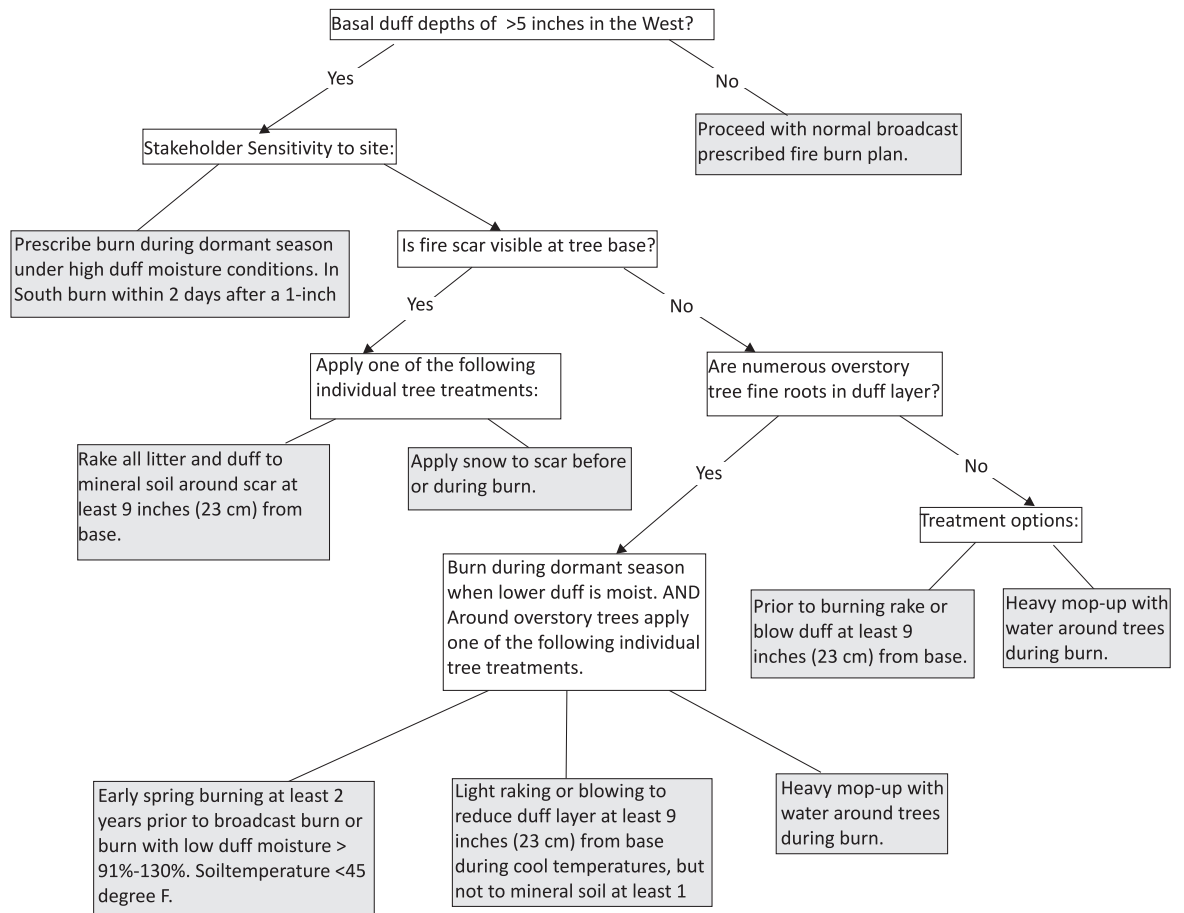 Basal duff depths of >5 inches in the West?
Yes
No
Proceed with normal broadcast
prescribed fire burn plan.
Stakeholder Sensitivity to site:
Prescribe burn during dormant season
under high duff moisture conditions. In
South burn within 2 days after a 1-inch
Is fire scar visible at tree base?
Yes
No
Apply one of the following
individual tree treatments:
Are numerous overstory
tree fine roots in duff layer?
Rake all litter and duff to
mineral soil around scar at
least 9 inches (23 cm) from
base.
Apply snow to scar before
or during burn.
Yes
No
Treatment options:
Burn during dormant season
when lower duff is moist. AND
Around overstory trees apply
one of the following individual
tree treatments.
Prior to burning rake or
blow duff at least 9
inches (23 cm) from base.
Heavy mop-up with
water around trees
during burn.
Early spring burning at least 2
years prior to broadcast burn or
burn with low duff moisture >
91%-130%. Soiltemperature <45
degree F.
Light raking or blowing to
reduce duff layer at least 9
inches (23 cm) from base
during cool temperatures, but
not to mineral soil at least 1
Heavy mop-up with
water around trees
during burn.